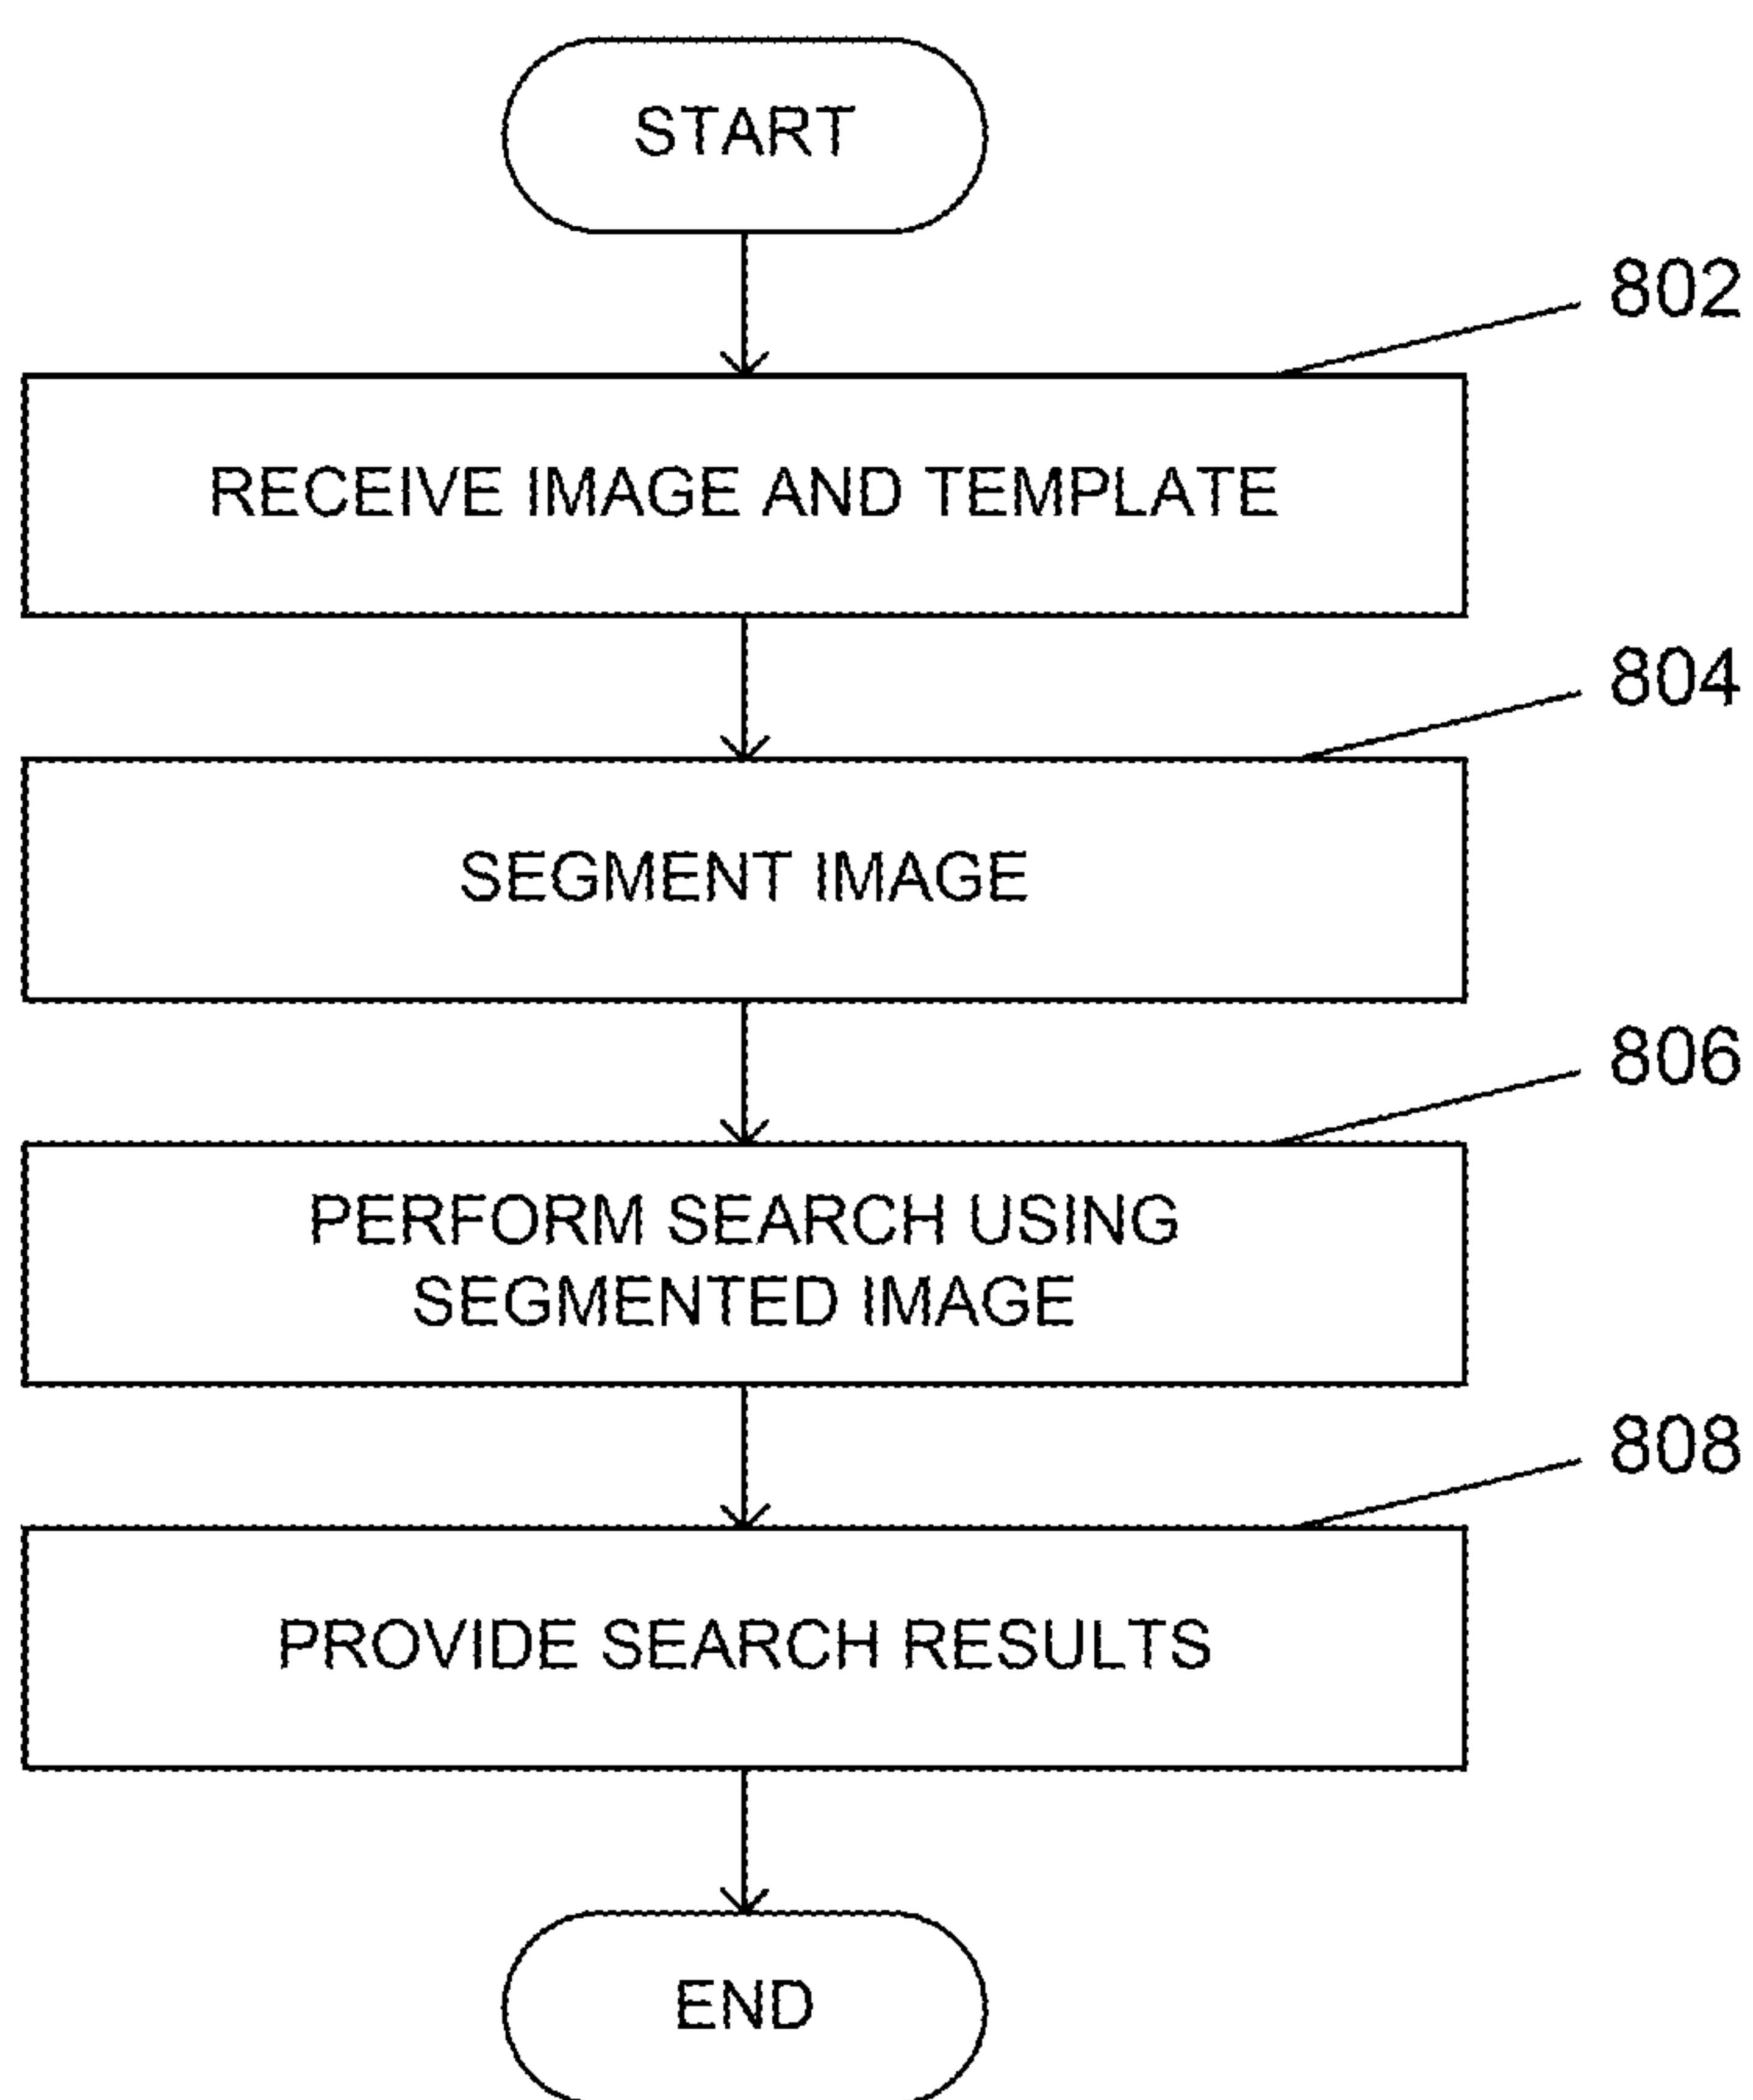 START
802
RECEIVE IMAGE AND TEMPLATE
804
SEGMENT IMAGE
806
PERFORM SEARCH USING
SEGMENTED IMAGE
808
PROVIDE SEARCH RESULTS
END